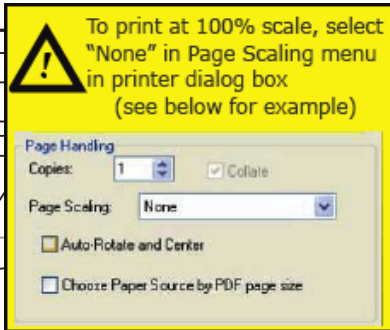 To print at 100% scale, select
"None" in Page Scaling menu
in printer dialog box
(see below for example)
Page Handling
Copies: 1 Collate
Page Scaling: None
Auto-Rotate and Center
Choose Paper Source by PDF page size